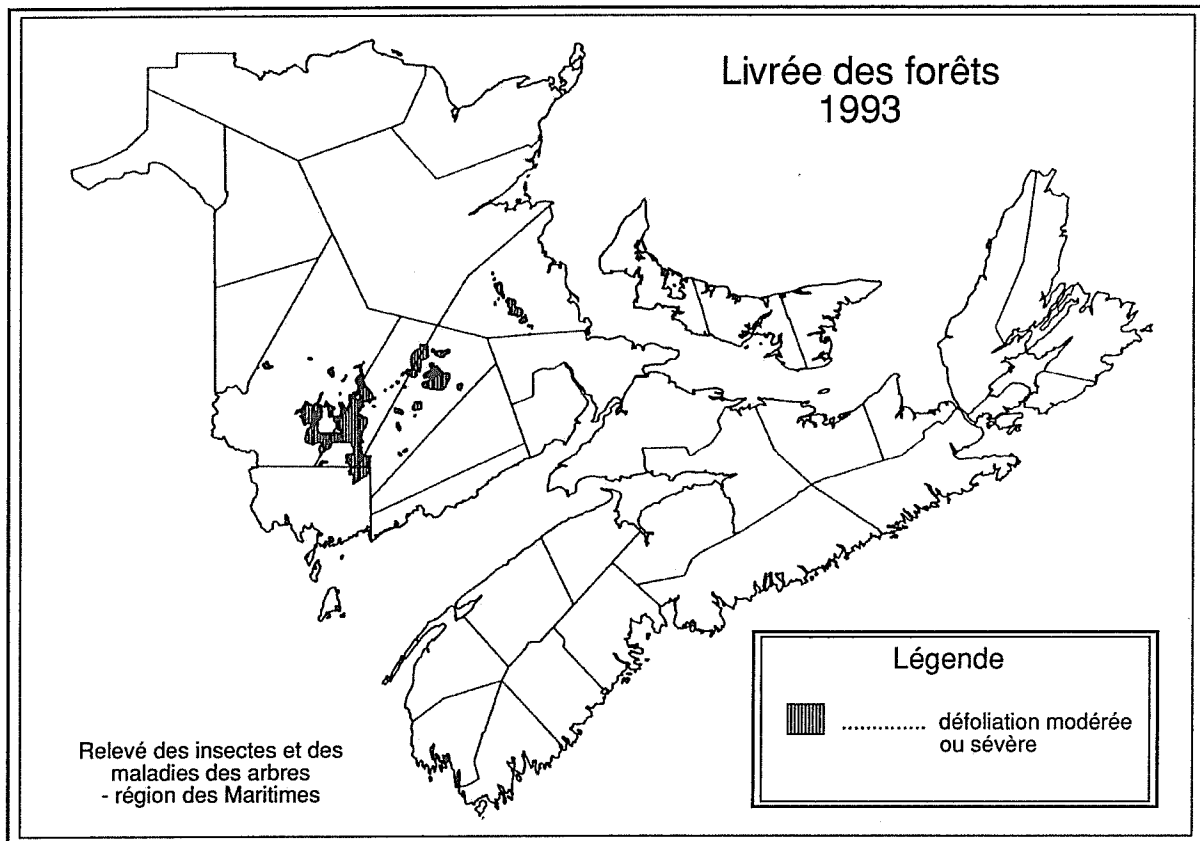 Livrée des forêts
1993
Légende
............. défoliation modérée
ou sévère
Relevé des insectes et des
maladies des arbres
- région des Maritimes